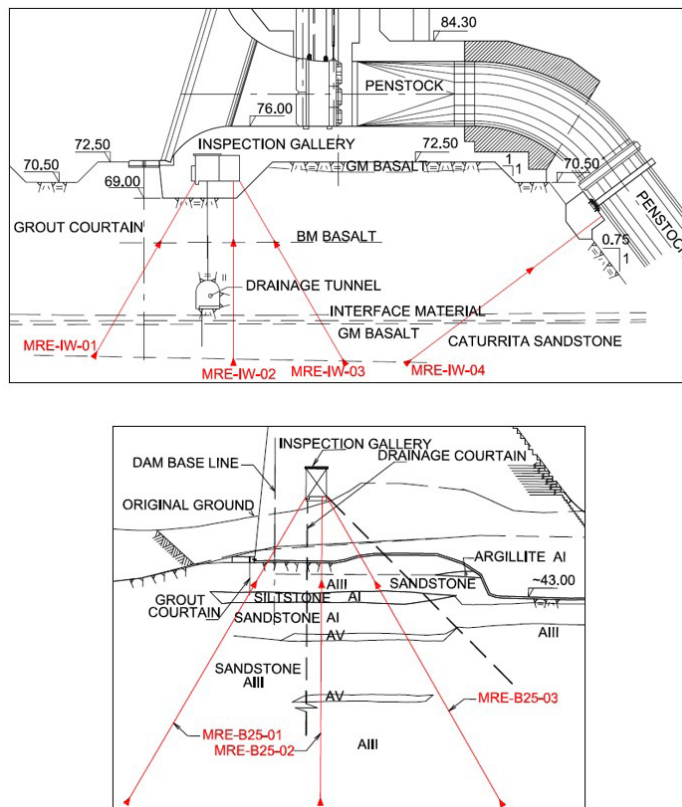 84.30
PENSTOCK
76.00
INSPECTION GALLERY
72.50
72.50
GM BASALT
1
1
70.50
70.50
69.00
PENSTOCK
GROUT COURTAIN
BM BASALT
0.75
1
DRAINAGE TUNNEL
INTERFACE MATERIAL
GM BASALT
CATURRITA SANDSTONE
MRE-IW-01
MRE-IW-02
MRE-IW-03
MRE-IW-04
INSPECTION GALLERY
DRAINAGE COURTAIN
DAM BASE LINE
ORIGINAL GROUND
ARGILLITE AI
AIII
SANDSTONE
~43.00
GROUT
COURTAIN
SILTSTONE AI
SANDSTONE AI
AV
AIII
SANDSTONE
AIII
AV
MRE-B25-03
MRE-B25-01
MRE-B25-02
AIII